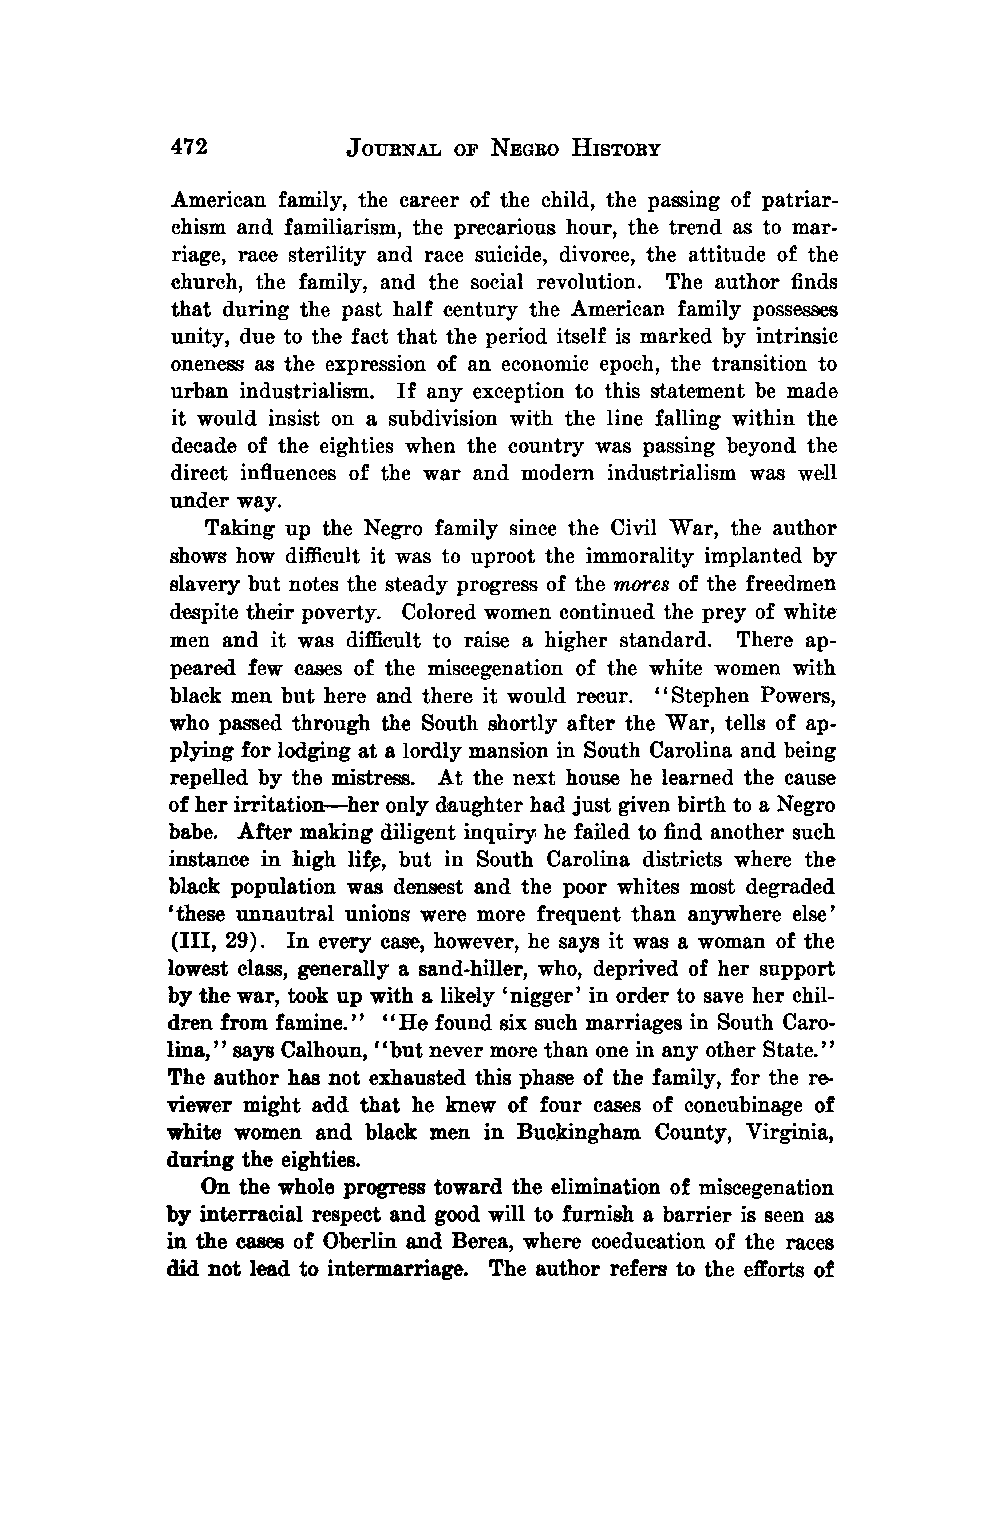 472 JOURNAL OF NEGRO HISTORY
American family, the career of the child, the passing of patriar-
chism and familiarism, the precarious hour, the trend as to mar-
riage, race sterility and race suicide, divorce, the attitude of the
church, the family, and the social revolution. The author finds
that during the past half century the American family possesses
unity, due to the fact that the period itself is marked by intrinsic
oneness as the expression of an economic epoch, the transition to
urban industrialism. If any exception to this statement be made
it would insist on a subdivision with the line falling within the
decade of the eighties when the country was passing beyond the
direct influences of the war and modern industrialism was well
under way.
Taking up the Negro family since the Civil War, the author
shows how difficult it was to uproot the immorality implanted by
slavery but notes the steady progress of the mores of the freedmen
despite their poverty. Colored women continued the prey of white
men and it was difficult to raise a higher standard. There ap-
peared few cases of the miscegenation of the white women with
black men but here and there it would recur. "Stephen Powers,
who passed through the South shortly after the War, tells of ap-
plying for lodging at a lordly mansion in South Carolina and being
repelled by the mistress. At the next house he learned the cause
of her irritation—her only daughter had just given birth to a Negro
babe. After making diligent inquiry he failed to find another such
instance in high life, but in South Carolina districts where the
black population was densest and the poor whites most degraded
'these unnautral unions were more frequent than anywhere else'
(III, 29). In every case, however, he says it was a woman of the
lowest class, generally a sand-hiller, who, deprived of her support
by the war, took up with a likely 'nigger' in order to save her chil-
dren from famine." "He found six such marriages in South Caro-
lina," says Calhoun, "but never more than one in any other State."
The author has not exhausted this phase of the family, for the re-
viewer might add that he knew of four cases of concubinage of
white women and black men in Buckingham County, Virginia,
during the eighties.
On the whole progress toward the elimination of miscegenation
by interracial respect and good will to furnish a barrier is seen as
in the cases of Oberlin and Berea, where coeducation of the races
did not lead to intermarriage. The author refers to the efforts of